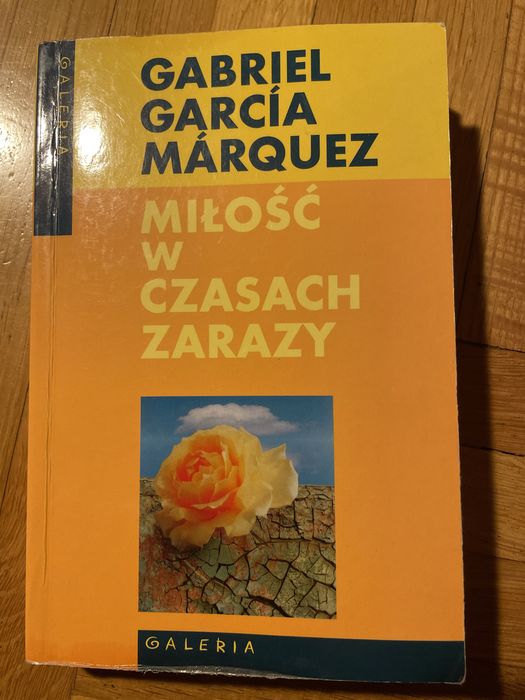 GALERIA
GABRIEL
GARCÍA
MÁRQUEZ
MIŁOŚĆ
W
CZASACH
ZARAZY
GALERIA